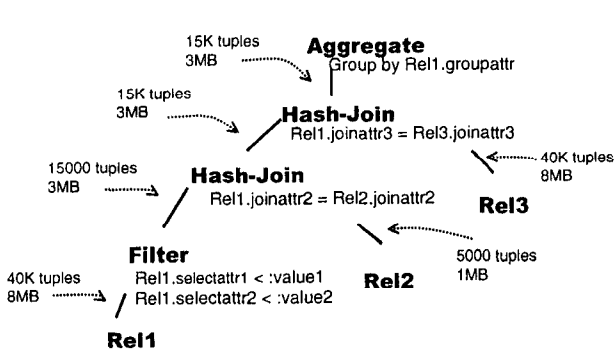 15K tuples
3MB
Aggregate
Group by Rel1.groupattr
15K tuples
3MB
Hash-Join
Rel1.joinattr3 = Rel3.joinattr3
15000 tuples
3MB
Hash-Join
Rel1.joinattr2 = Rel2.joinattr2
40K tuples
8MB
Rel3
Filter
Rel1.selectattr1 < :value1
Rel1.selectattr2 < :value2
40K tuples
8MB
Rel2
5000 tuples
1MB
Rel1